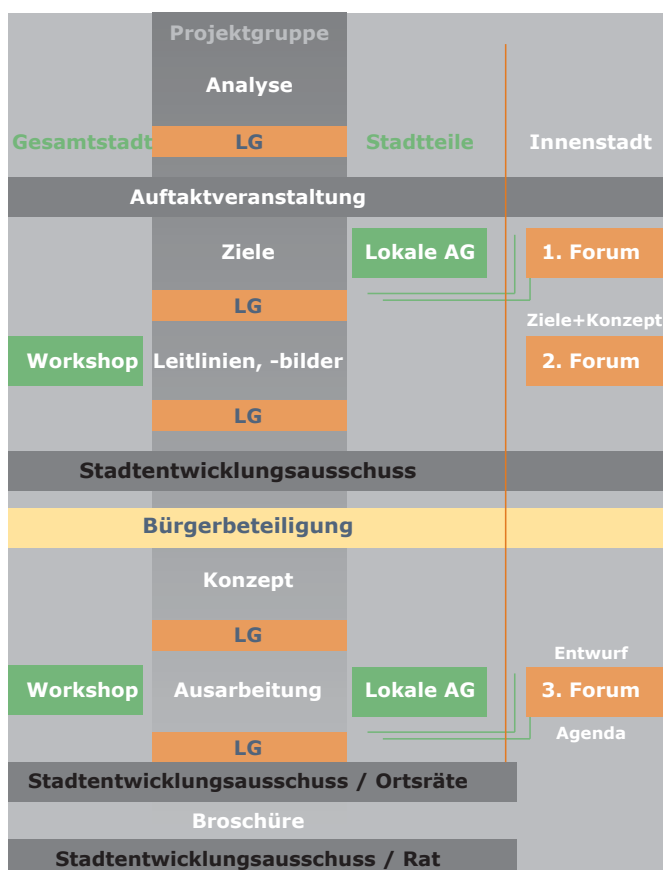 Projektgruppe
Analyse
Gesamtstadt LG Stadtteile Innenstadt
Auftaktveranstaltung
Ziele Lokale AG 1. Forum
LG
Ziele+Konzept
Workshop Leitlinien, -bilder 2. Forum
LG
Stadtentwicklungsausschuss
Bürgerbeteiligung
Konzept
LG
Entwurf
Workshop Ausarbeitung Lokale AG 3. Forum
Agenda
LG
Stadtentwicklungsausschuss / Ortsräte
Broschüre
Stadtentwicklungsausschuss / Rat